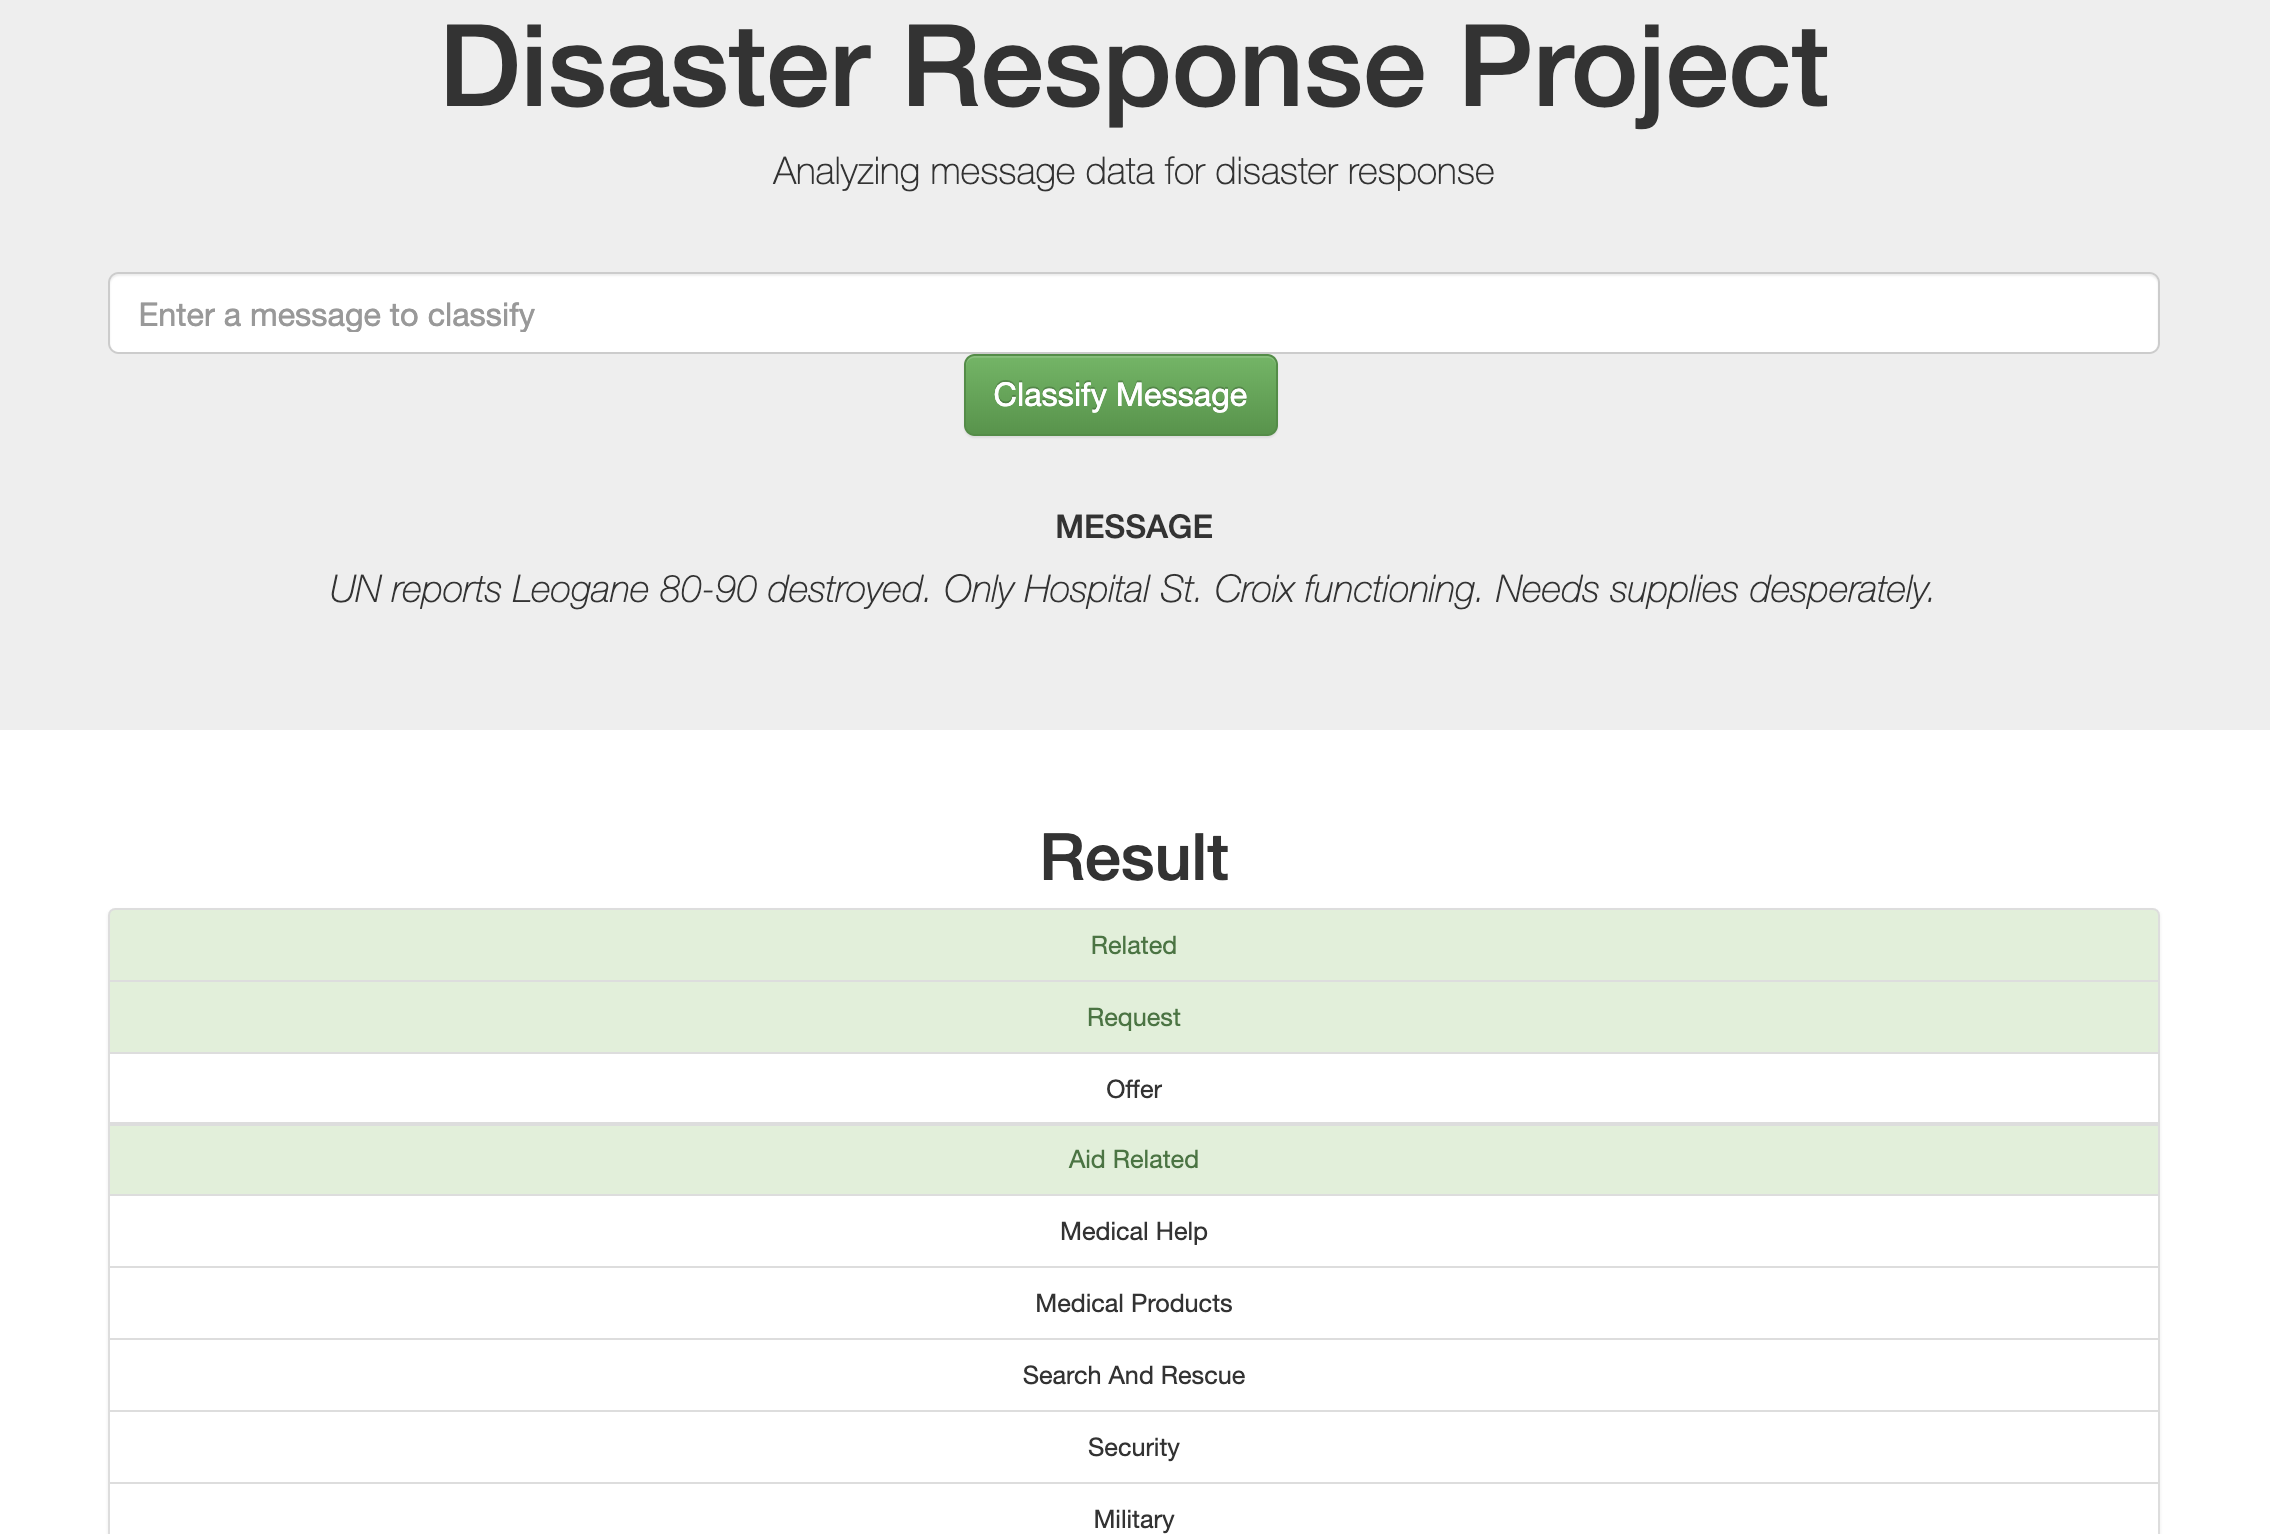 Disaster Response Project
Analyzing message data for disaster response
Enter a message to classify
Classify Message
MESSAGE
UN reports Leogane 80-90 destroyed. Only Hospital St. Croix functioning. Needs supplies desperately.
Result
Related
Request
Offer
Aid Related
Medical Help
Medical Products
Search And Rescue
Security
Military